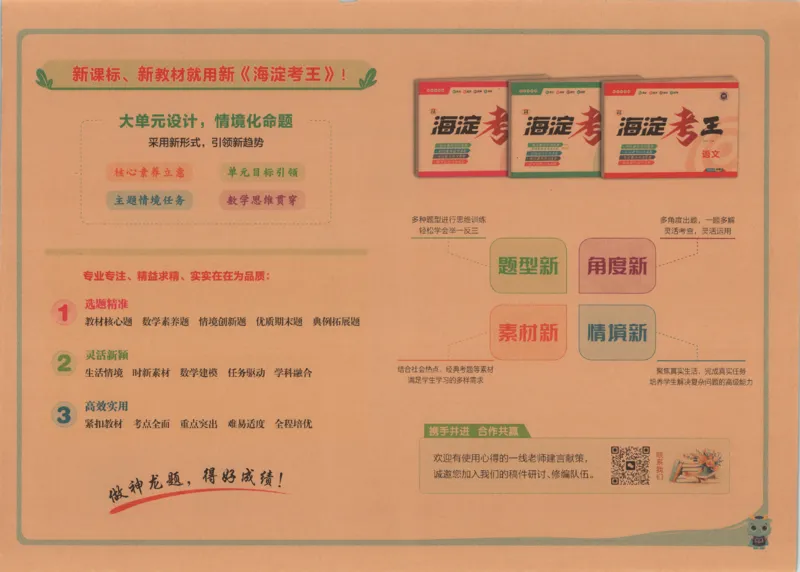 新课标、新教材就用新《海淀考王》!
大单元设计,情境化命题
采用新形式,引领新趋势
核心素养立意 单元目标引领
主题情境任务 数学思维贯穿
专业专注、精益求精、实实在在为品质:
1 选题精准
教材核心题 数学素养题 情境创新题 优质期末题 典例拓展题
2 灵活新颖
生活情境 时新素材 数学建模 任务驱动 学科融合
3 高效实用
紧扣教材 考点全面 重点突出 难易适度 全程培优
做神龙题,得好成绩!
海淀考
海淀考
海淀考王
语文
多种题型进行思维训练
轻松学会举一反三
多角度出题,一题多解
灵活考查,灵活运用
题型新 角度新
素材新 情境新
结合社会热点、经典考题等素材
满足学生学习的多样需求
聚焦真实生活、完成真实任务
培养学生解决复杂问题的高级能力
携手并进 合作共赢
欢迎有使用心得的一线老师建言献策,
诚邀您加入我们的稿件研讨、修编队伍。
联系我们